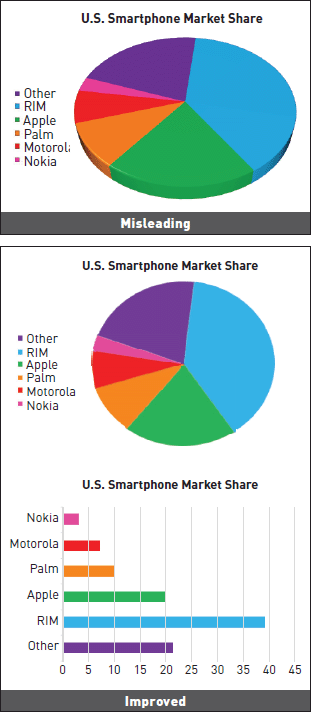 U.S. Smartphone Market Share
Other
RIM
Apple
Palm
Motorola
Nokia
Misleading
U.S. Smartphone Market Share
Other
RIM
Apple
Palm
Motorola
Nokia
U.S. Smartphone Market Share
Nokia
Motorola
Palm
Apple
RIM
Other
0 5 10 15 20 25 30 35 40 45
Improved